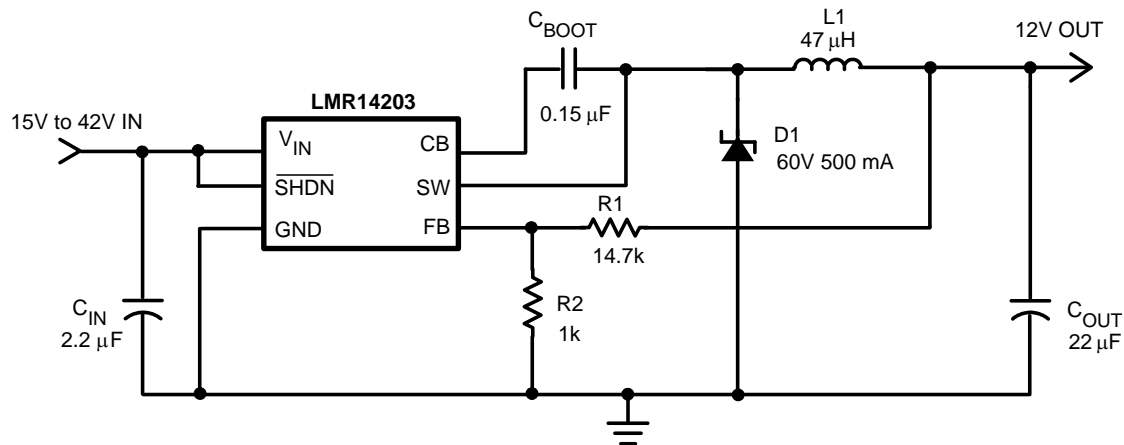 C_BOOT
0.15 μF
L1
47 μH
12V OUT
LMR14203
15V to 42V IN
V_IN
CB
SHDN
SW
GND
FB
D1
60V 500 mA
R1
14.7k
R2
1k
C_IN
2.2 μF
C_OUT
22 μF